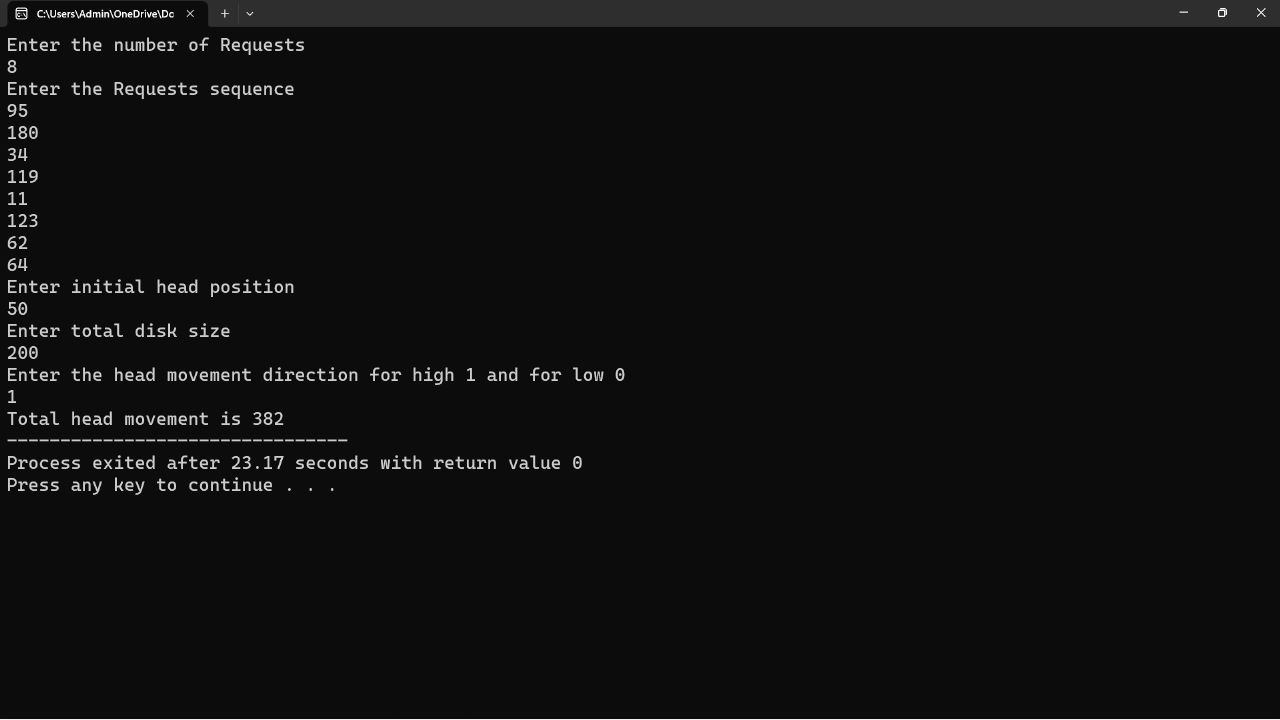 C:\Users\Admin\OneDrive\Dc
Enter the number of Requests
8
Enter the Requests sequence
95
180
34
119
11
123
62
64
Enter initial head position
50
Enter total disk size
200
Enter the head movement direction for high 1 and for low 0
1
Total head movement is 382
--------------------------------
Process exited after 23.17 seconds with return value 0
Press any key to continue . . .